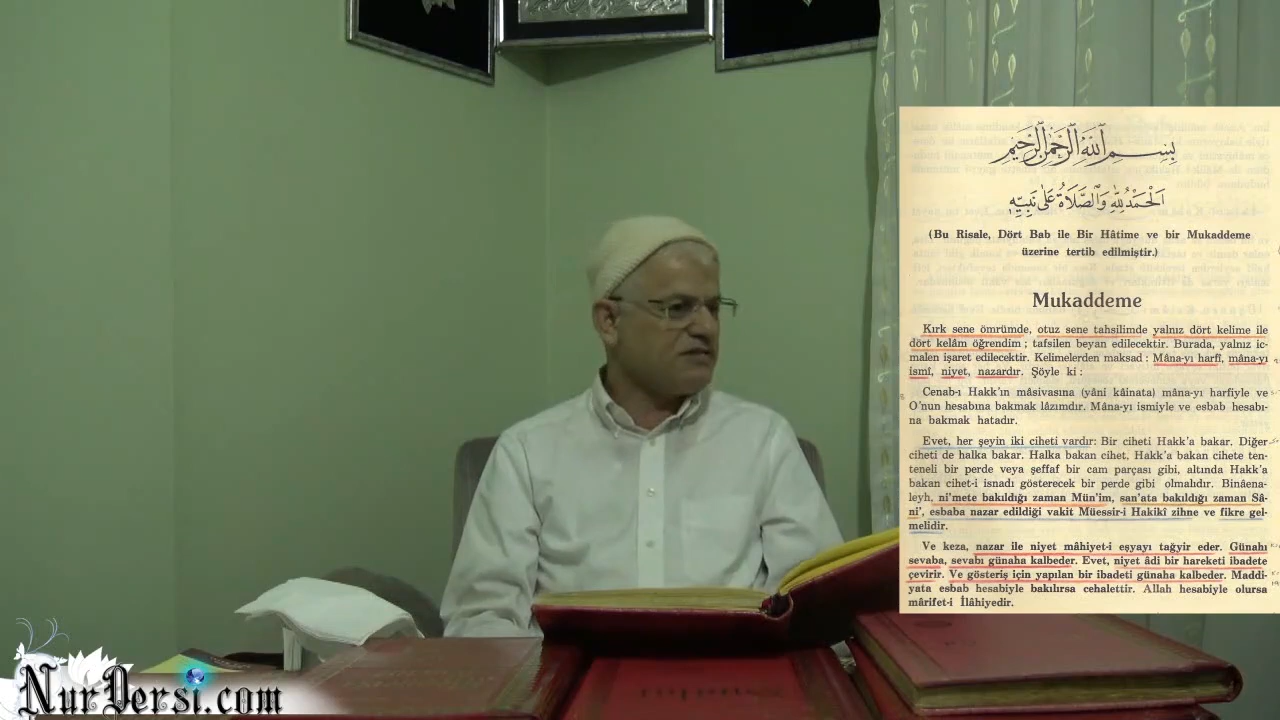 بِسْمِ اللّٰهِ الرَّحْمٰنِ الرَّحِيمِ
اَلْحَمْدُ لِلّٰهِ وَالصَّلَاةُ عَلٰى نَبِيِّهِ
(Bu Risale, Dört Bab ile Bir Hâtime ve bir Mukaddeme
üzerine tertib edilmiştir.)
Mukaddeme
Kırk sene ömrümde, otuz sene tahsilimde yalnız dört kelime ile
dört kelâm öğrendim ; tafsilen beyan edilecektir. Burada, yalnız ic-
malen işaret edilecektir. Kelimelerden maksad : Mâna-yı harfî, mâna-yı
ismî, niyet, nazardır. Şöyle ki :
Cenab-ı Hakk'ın mâsivasına (yâni kâinata) mâna-yı harfiyle ve
O'nun hesabına bakmak lâzımdır. Mâna-yı ismiyle ve esbab hesabı-
na bakmak hatadır.
Evet, her şeyin iki ciheti vardır: Bir ciheti Hakk'a bakar. Diğer
ciheti de halka bakar. Halka bakan cihet, Hakk'a bakan cihete ten-
teneli bir perde veya şeffaf bir cam parçası gibi, altında Hakk'a
bakan cihet-i isnadı gösterecek bir perde gibi olmalıdır. Binâena-
leyh, ni'mete bakıldığı zaman Mün'im, san'ata bakıldığı zaman Sâ-
ni', esbaba nazar edildiği vakit Müessir-i Hakikî zihne ve fikre gel-
melidir.
Ve keza, nazar ile niyet mâhiyet-i eşyayı tağyir eder. Günahı
sevaba, sevabı günaha kalbeder. Evet, niyet âdi bir hareketi ibadete
çevirir. Ve gösteriş için yapılan bir ibadeti günaha kalbeder. Maddi-
yata esbab hesabiyle bakılırsa cehalettir. Allah hesabiyle olursa
mârifet-i İlâhiyedir.
NurDersi.com